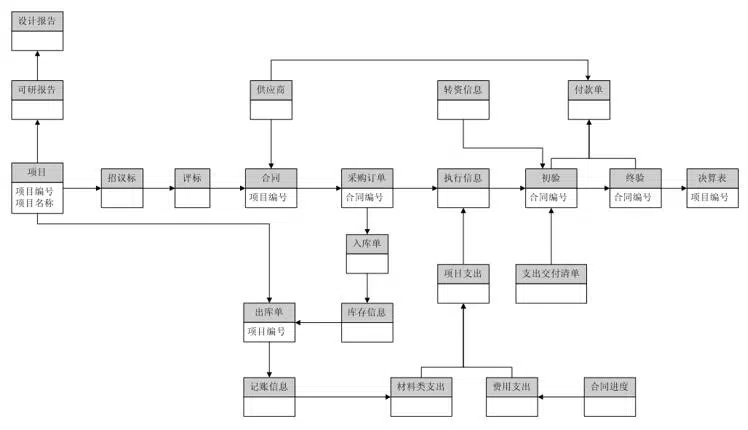 设计报告
可研报告
供应商
转资信息
付款单
项目
项目编号
项目名称
招议标
评标
合同
项目编号
采购订单
合同编号
执行信息
初验
合同编号
终验
合同编号
决算表
项目编号
入库单
项目支出
支出交付清单
出库单
项目编号
库存信息
记账信息
材料类支出
费用支出
合同进度